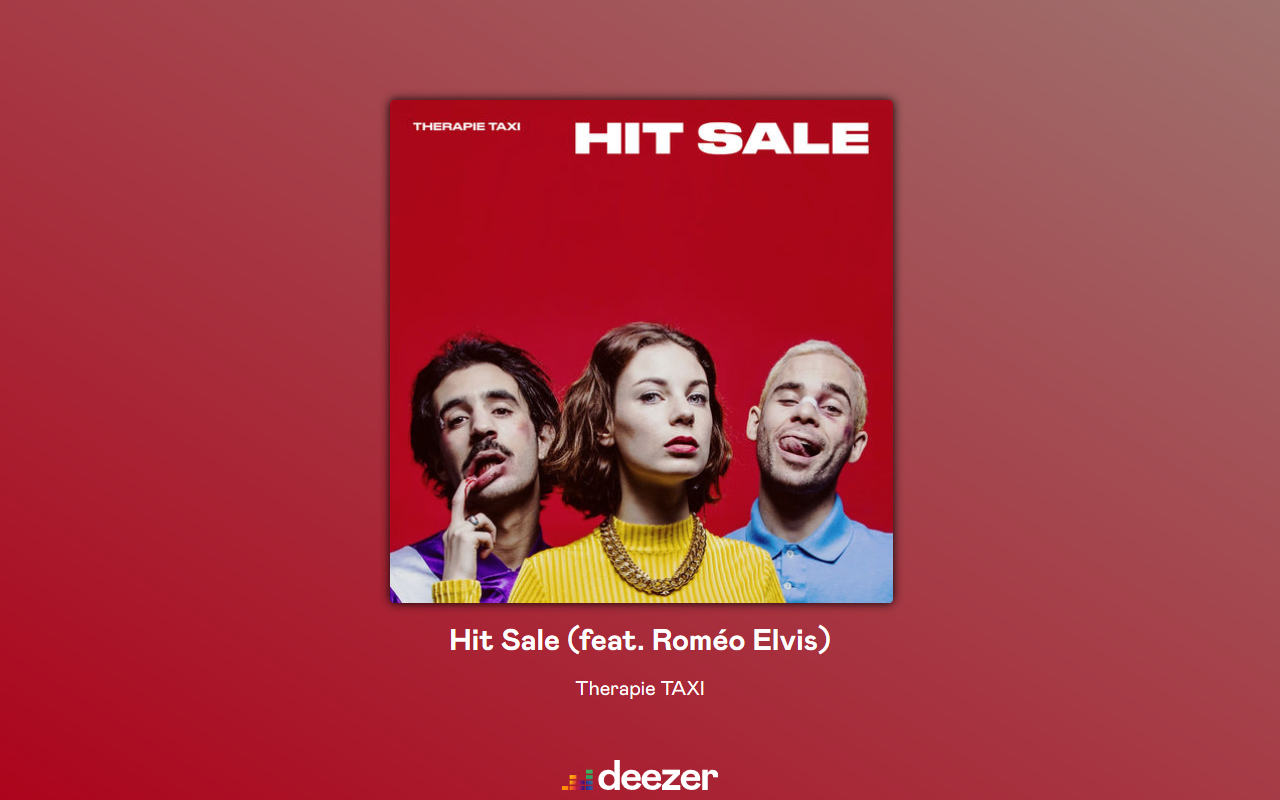 THERAPIE TAXI
HIT SALE
Hit Sale (feat. Roméo Elvis)
Therapie TAXI
deezer